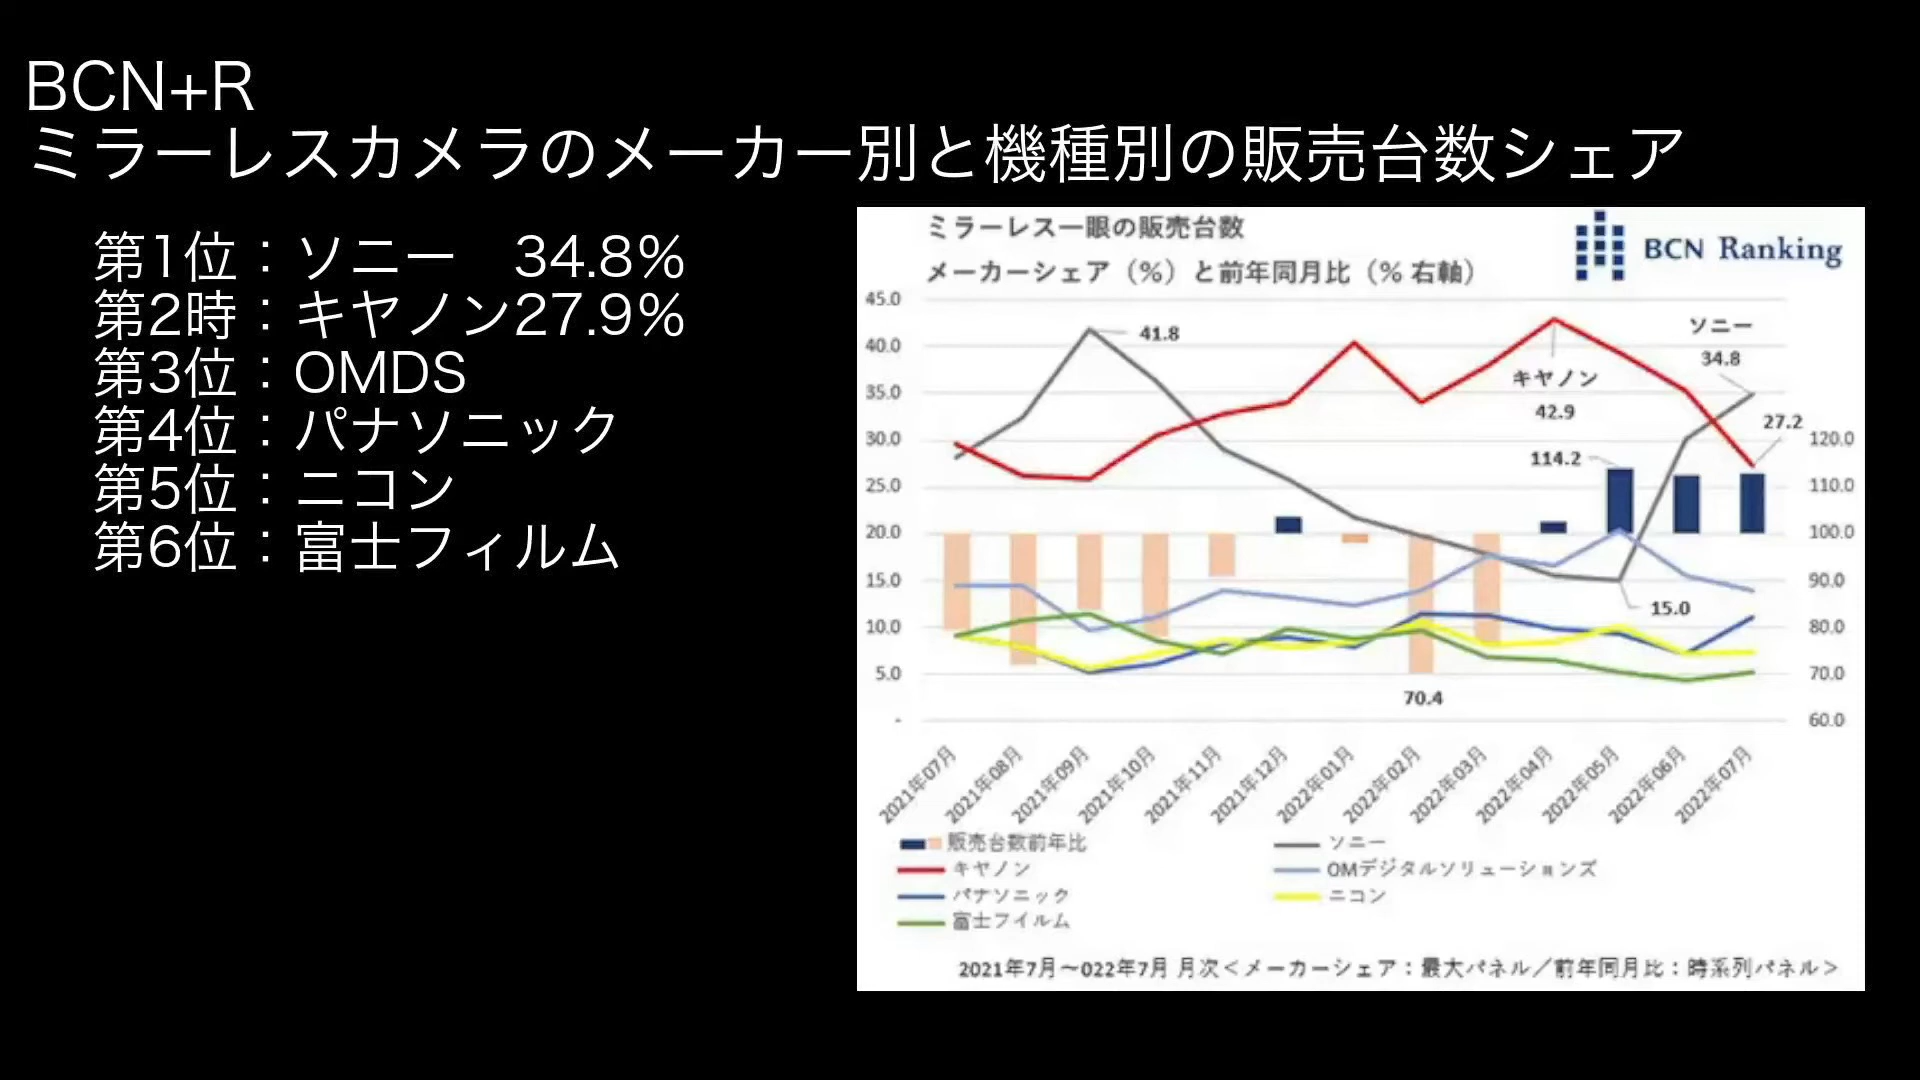 BCN+R
ミラーレスカメラのメーカー別と機種別の販売台数シェア
第1位：ソニー　34.8％
第2時：キヤノン27.9％
第3位：OMDS
第4位：パナソニック
第5位：ニコン
第6位：富士フィルム
ミラーレス一眼の販売台数
メーカーシェア（%）と前年同月比（% 右軸）
BCN Ranking
45.0
40.0
35.0
30.0
25.0
20.0
15.0
10.0
5.0
-
41.8
キヤノン
42.9
ソニー
34.8
27.2
114.2
15.0
70.4
120.0
110.0
100.0
90.0
80.0
70.0
60.0
2021年07月
2021年08月
2021年09月
2021年10月
2021年11月
2021年12月
2022年01月
2022年02月
2022年03月
2022年04月
2022年05月
2022年06月
2022年07月
販売台数前年比
ソニー
キヤノン
OMデジタルソリューションズ
パナソニック
ニコン
富士フイルム
2021年7月～022年7月 月次＜メーカーシェア：最大パネル／前年同月比：時系列パネル＞